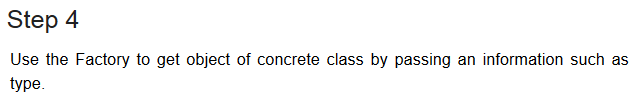 Step 4
Use the Factory to get object of concrete class by passing an information such as
type.